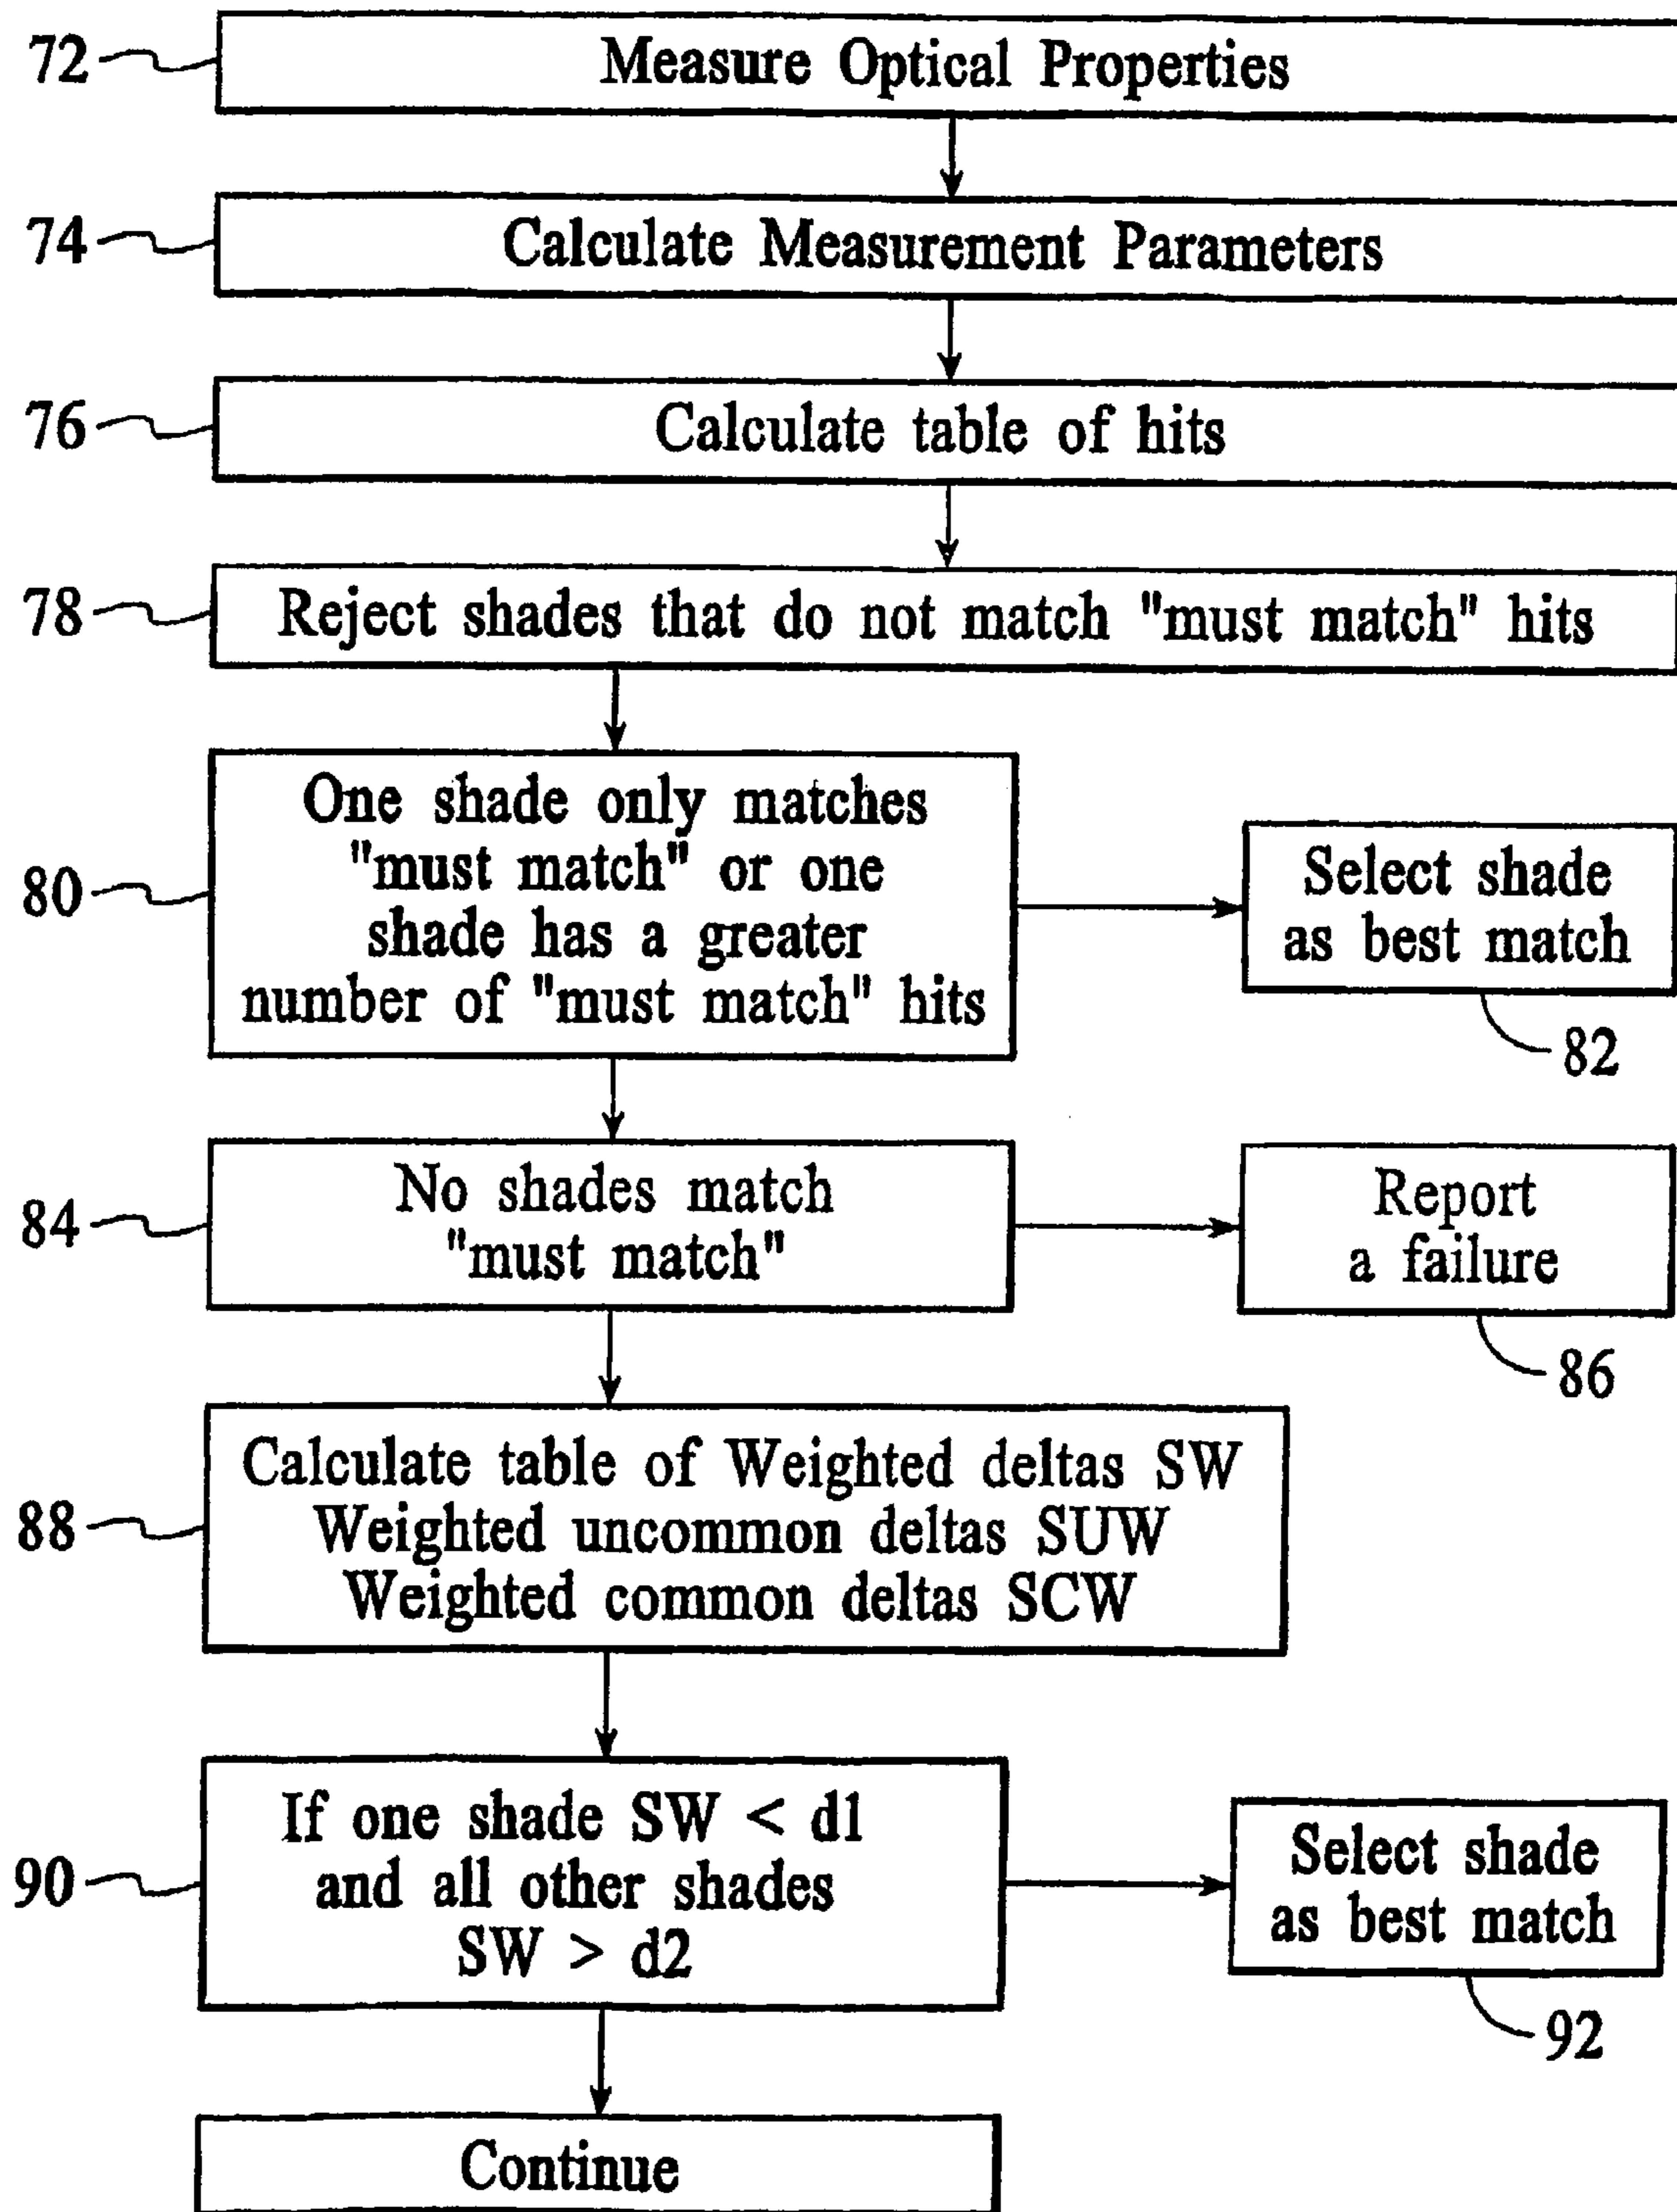 72
Measure Optical Properties
74
Calculate Measurement Parameters
76
Calculate table of hits
78
Reject shades that do not match "must match" hits
80
One shade only matches
"must match" or one
shade has a greater
number of "must match" hits
Select shade
as best match
82
84
No shades match
"must match"
Report
a failure
86
88
Calculate table of Weighted deltas SW
Weighted uncommon deltas SUW
Weighted common deltas SCW
90
If one shade SW < d1
and all other shades
SW > d2
Select shade
as best match
92
Continue